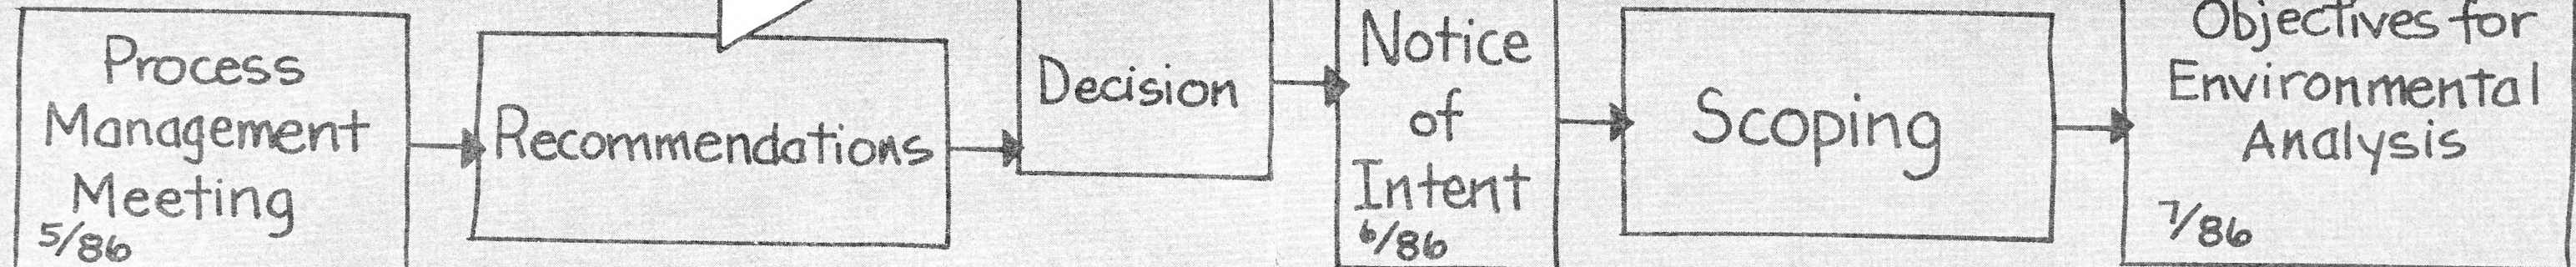 Process
Management
Meeting
5/86
Recommendations
Decision
Notice
of
Intent
6/86
Scoping
Objectives for
Environmental
Analysis
7/86